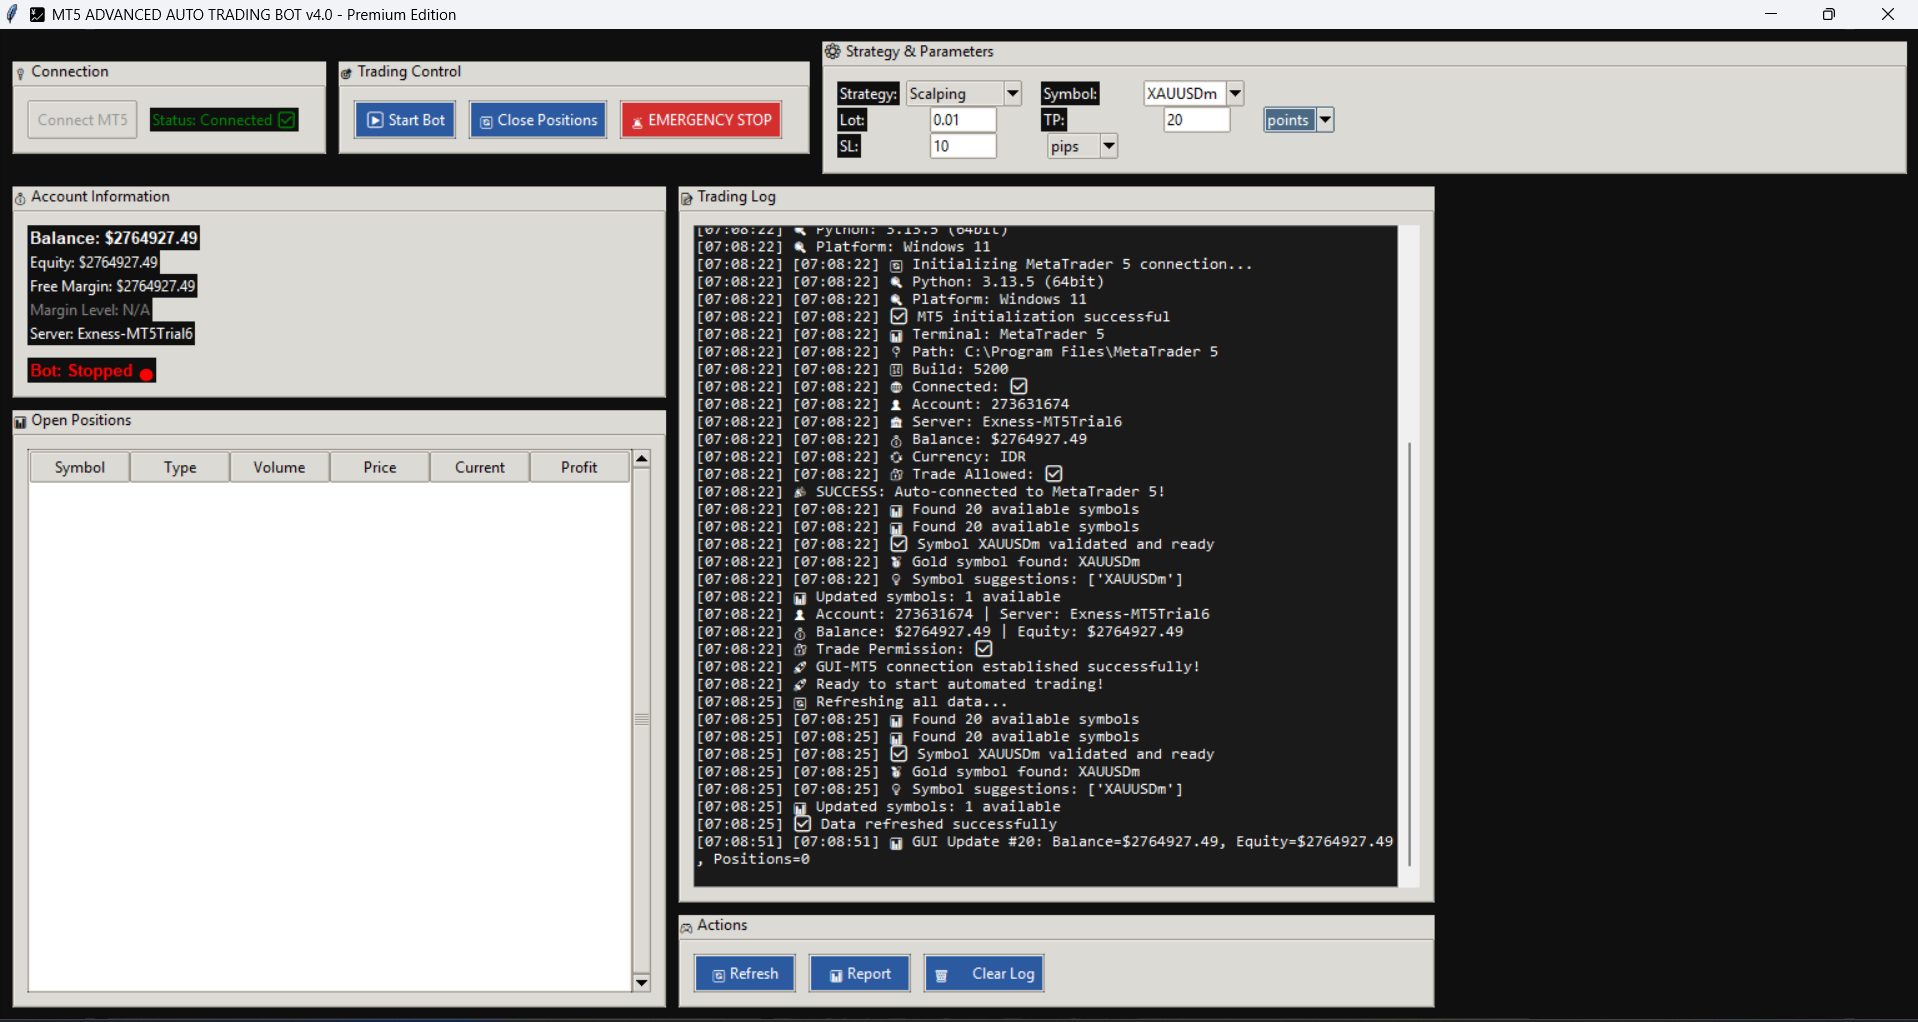 MT5 ADVANCED AUTO TRADING BOT v4.0 - Premium Edition
Connection
Connect MT5
Status: Connected
Trading Control
Start Bot
Close Positions
EMERGENCY STOP
Strategy & Parameters
Strategy: Scalping Symbol: XAUUSDm
Lot: 0.01 TP: 20 points
SL: 10 pips
Account Information
Balance: $2764927.49
Equity: $2764927.49
Free Margin: $2764927.49
Margin Level: N/A
Server: Exness-MT5Trial6
Bot: Stopped
Open Positions
Symbol Type Volume Price Current Profit
Trading Log
[07:08:22] Python: 3.13.5 (64bit)
[07:08:22] Platform: Windows 11
[07:08:22] [07:08:22] Initializing MetaTrader 5 connection...
[07:08:22] [07:08:22] Python: 3.13.5 (64bit)
[07:08:22] [07:08:22] Platform: Windows 11
[07:08:22] [07:08:22] MT5 initialization successful
[07:08:22] [07:08:22] Terminal: MetaTrader 5
[07:08:22] [07:08:22] Path: C:\Program Files\MetaTrader 5
[07:08:22] [07:08:22] Build: 5200
[07:08:22] [07:08:22] Connected:
[07:08:22] [07:08:22] Account: 273631674
[07:08:22] [07:08:22] Server: Exness-MT5Trial6
[07:08:22] [07:08:22] Balance: $2764927.49
[07:08:22] [07:08:22] Currency: IDR
[07:08:22] [07:08:22] Trade Allowed:
[07:08:22] SUCCESS: Auto-connected to MetaTrader 5!
[07:08:22] [07:08:22] Found 20 available symbols
[07:08:22] [07:08:22] Found 20 available symbols
[07:08:22] [07:08:22] Symbol XAUUSDm validated and ready
[07:08:22] [07:08:22] Gold symbol found: XAUUSDm
[07:08:22] [07:08:22] Symbol suggestions: ['XAUUSDm']
[07:08:22] Updated symbols: 1 available
[07:08:22] Account: 273631674 | Server: Exness-MT5Trial6
[07:08:22] Balance: $2764927.49 | Equity: $2764927.49
[07:08:22] Trade Permission:
[07:08:22] GUI-MT5 connection established successfully!
[07:08:22] Ready to start automated trading!
[07:08:25] Refreshing all data...
[07:08:25] [07:08:25] Found 20 available symbols
[07:08:25] [07:08:25] Found 20 available symbols
[07:08:25] [07:08:25] Symbol XAUUSDm validated and ready
[07:08:25] [07:08:25] Gold symbol found: XAUUSDm
[07:08:25] [07:08:25] Symbol suggestions: ['XAUUSDm']
[07:08:25] Updated symbols: 1 available
[07:08:25] Data refreshed successfully
[07:08:51] [07:08:51] GUI Update #20: Balance=$2764927.49, Equity=$2764927.49
, Positions=0
Actions
Refresh
Report
Clear Log